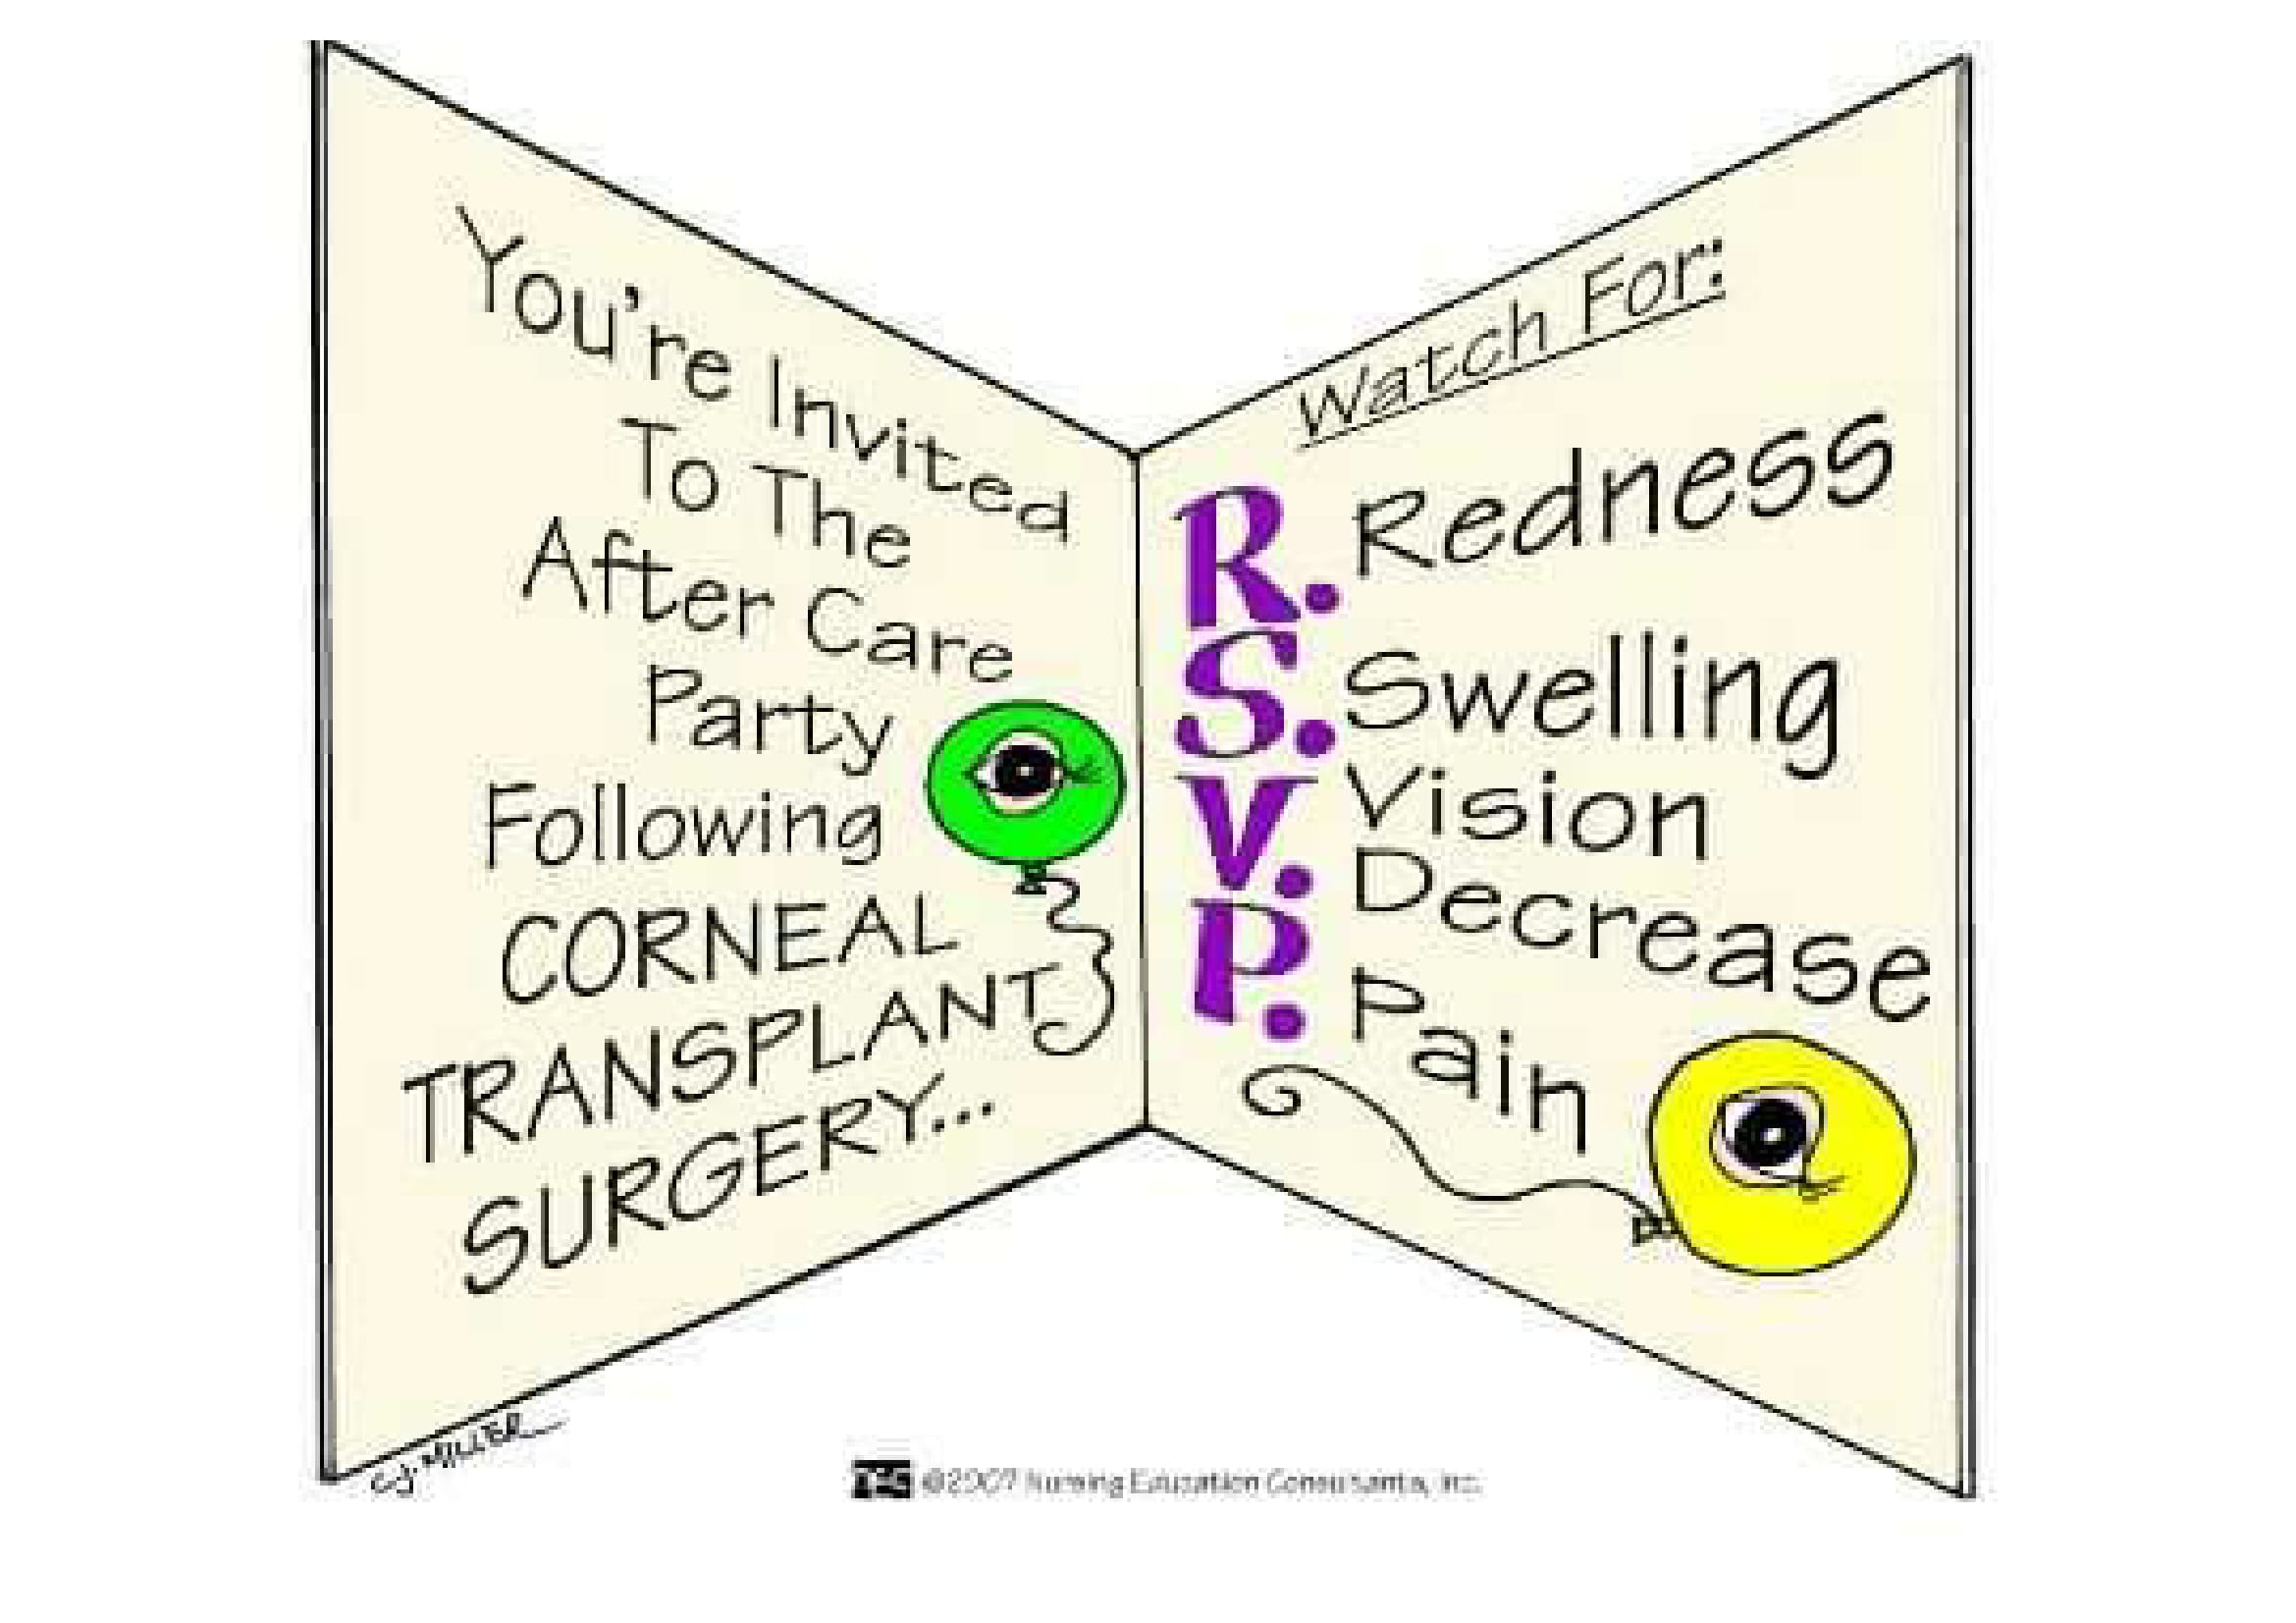 You're Invited
To The
After Care
Party
Following
CORNEAL
TRANSPLANT
SURGERY...
Watch For:
R. Redness
S. Swelling
V. Vision
Decrease
P. Pain
C.J. MILLER
©2007 Nursing Education Consultants, Inc.